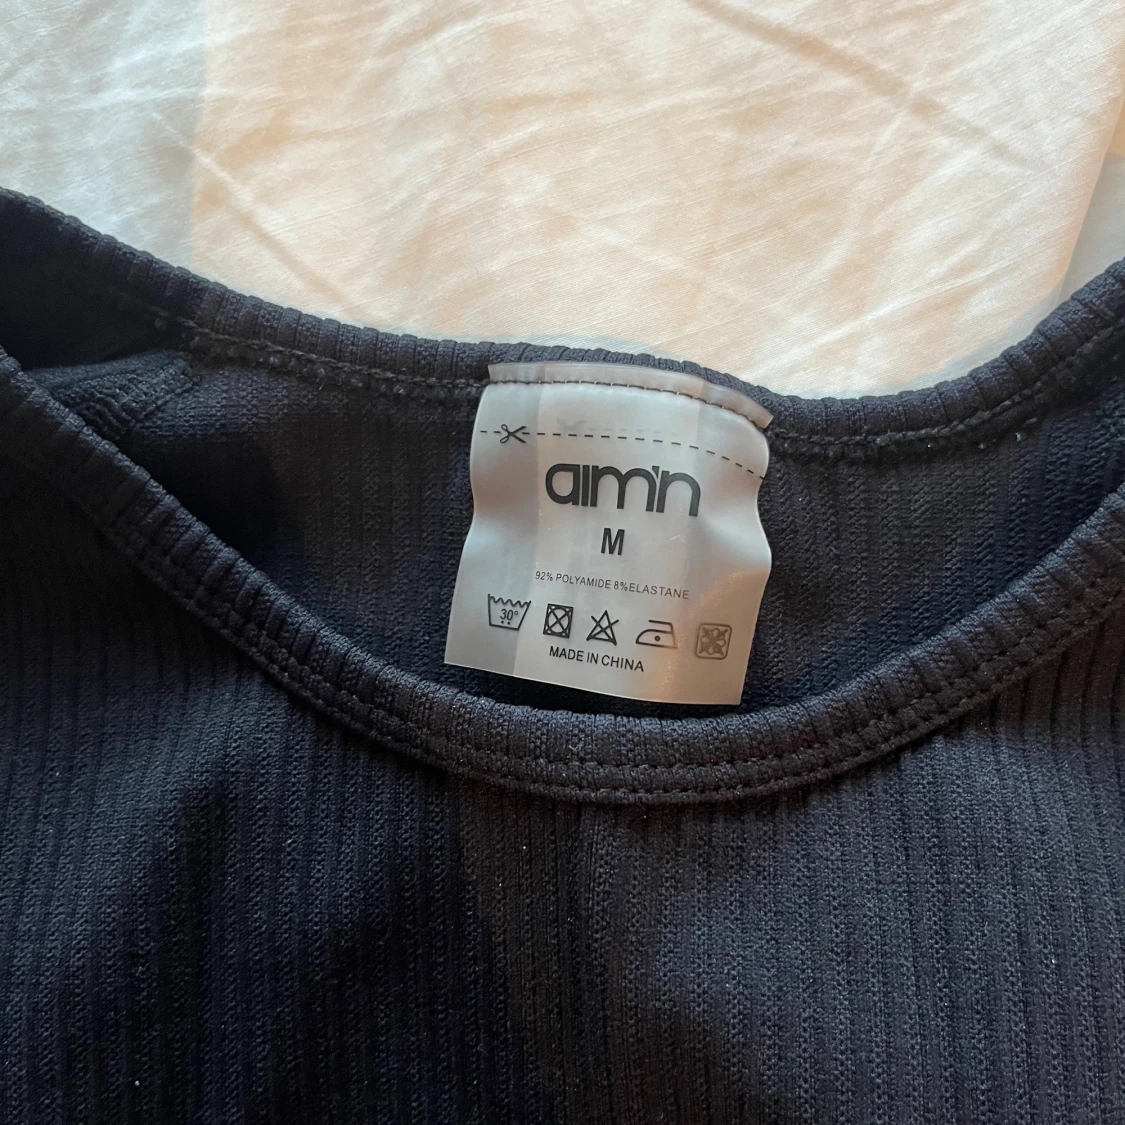 aim'n
M
92% POLYAMIDE 8%ELASTANE
30°
MADE IN CHINA